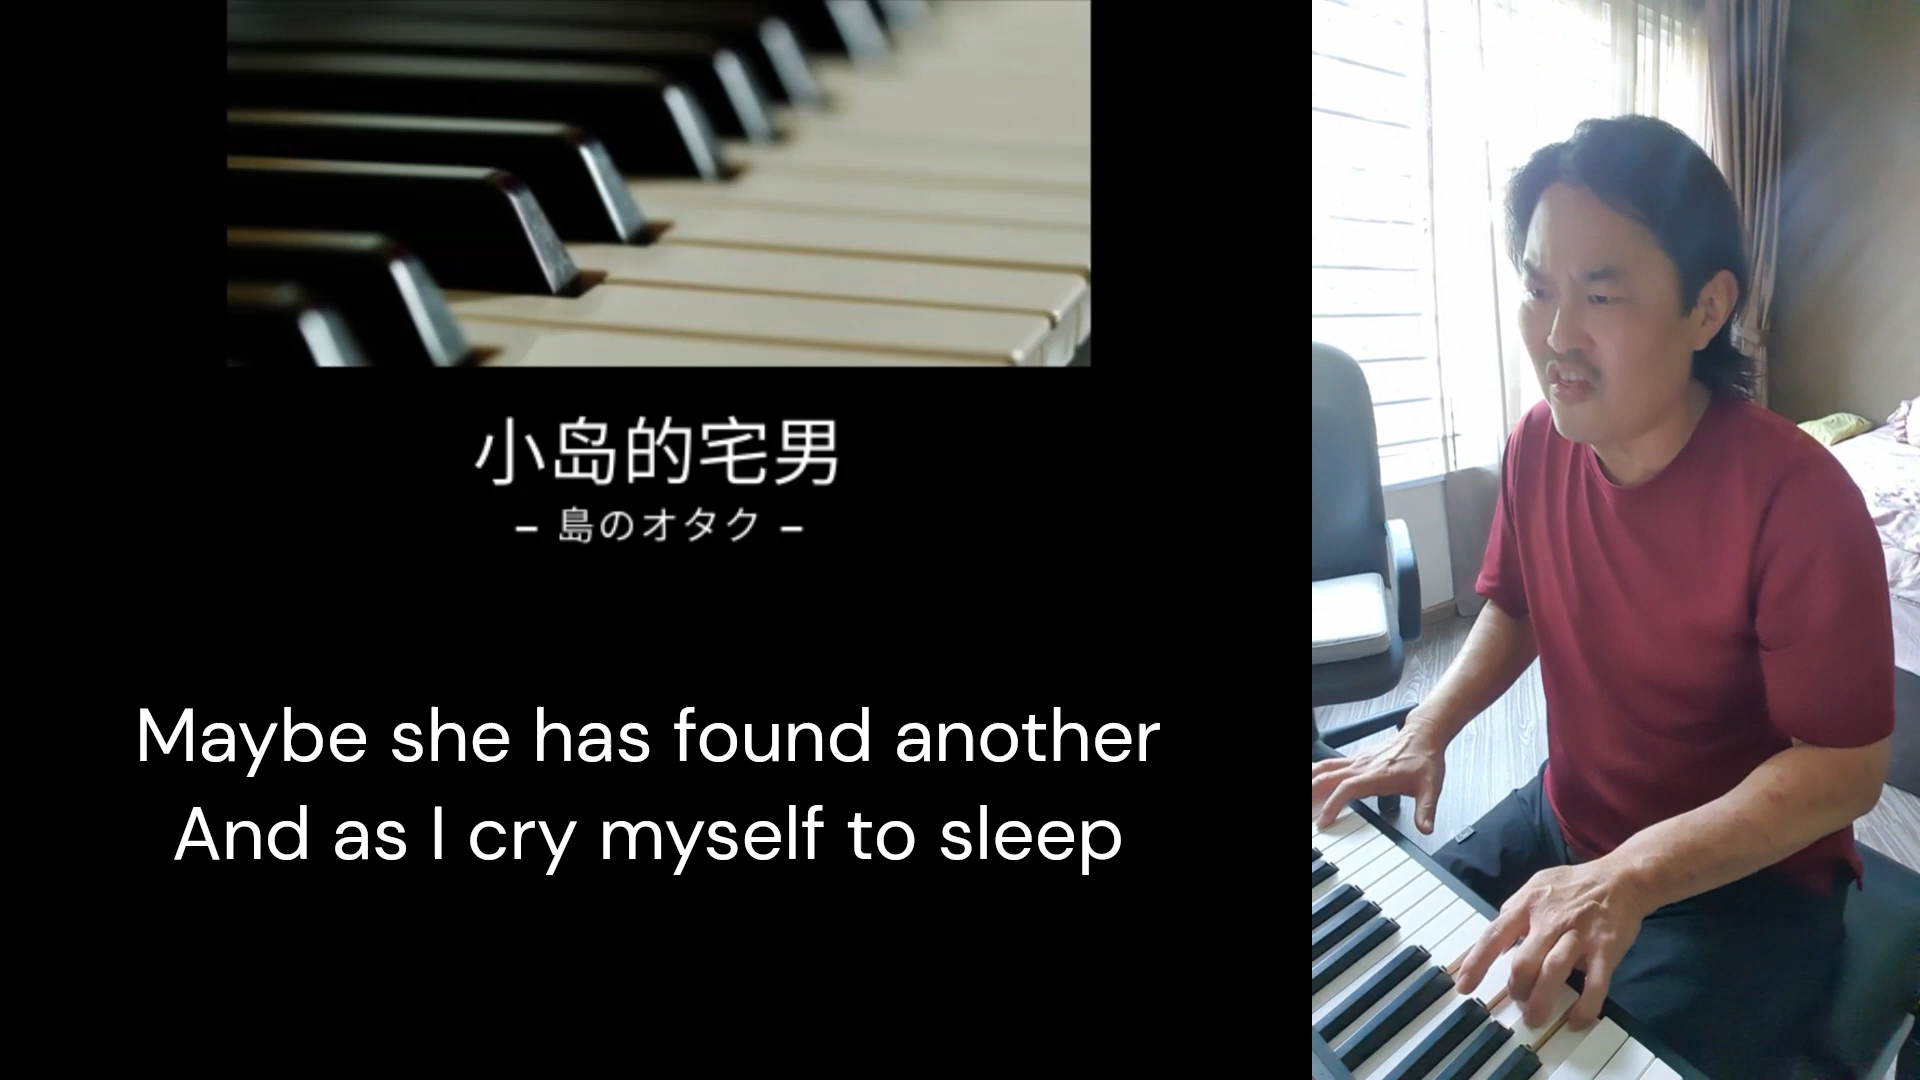 小岛的宅男
– 島のオタク –
Maybe she has found another
And as I cry myself to sleep